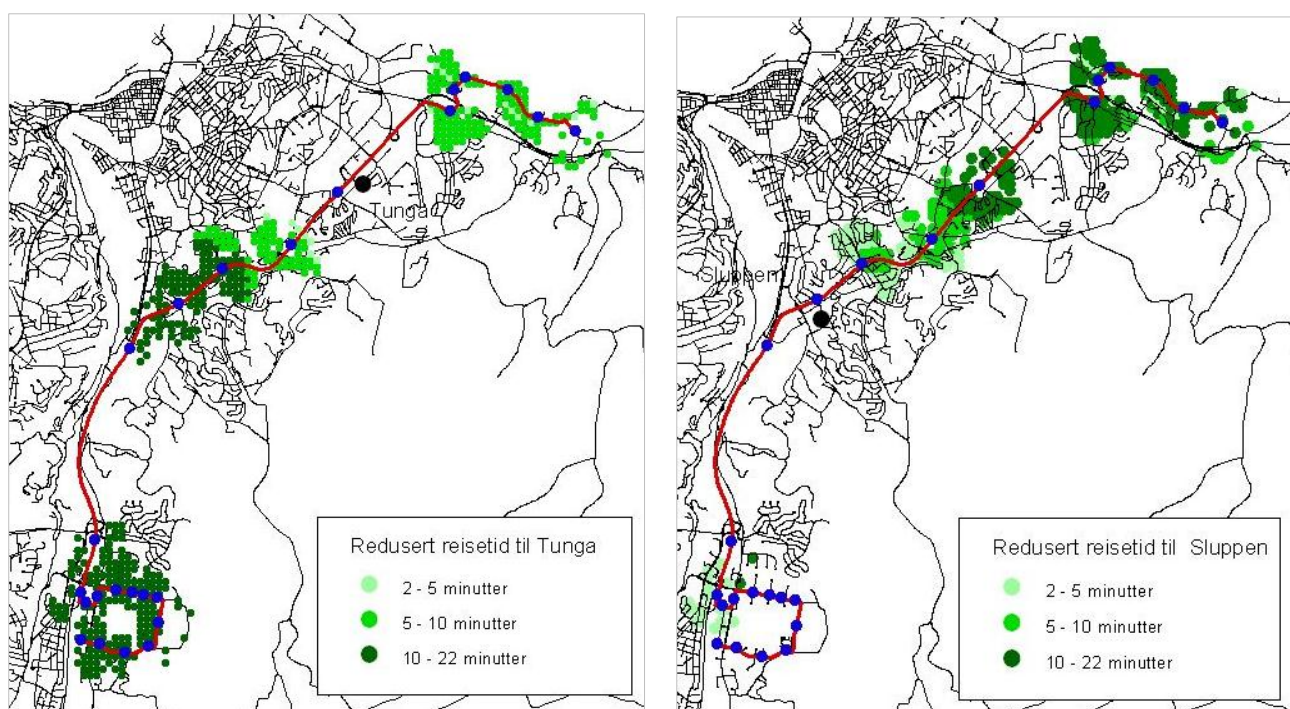 Tunga
Redusert reisetid til Tunga
2 - 5 minutter
5 - 10 minutter
10 - 22 minutter
Sluppen
Redusert reisetid til Sluppen
2 - 5 minutter
5 - 10 minutter
10 - 22 minutter